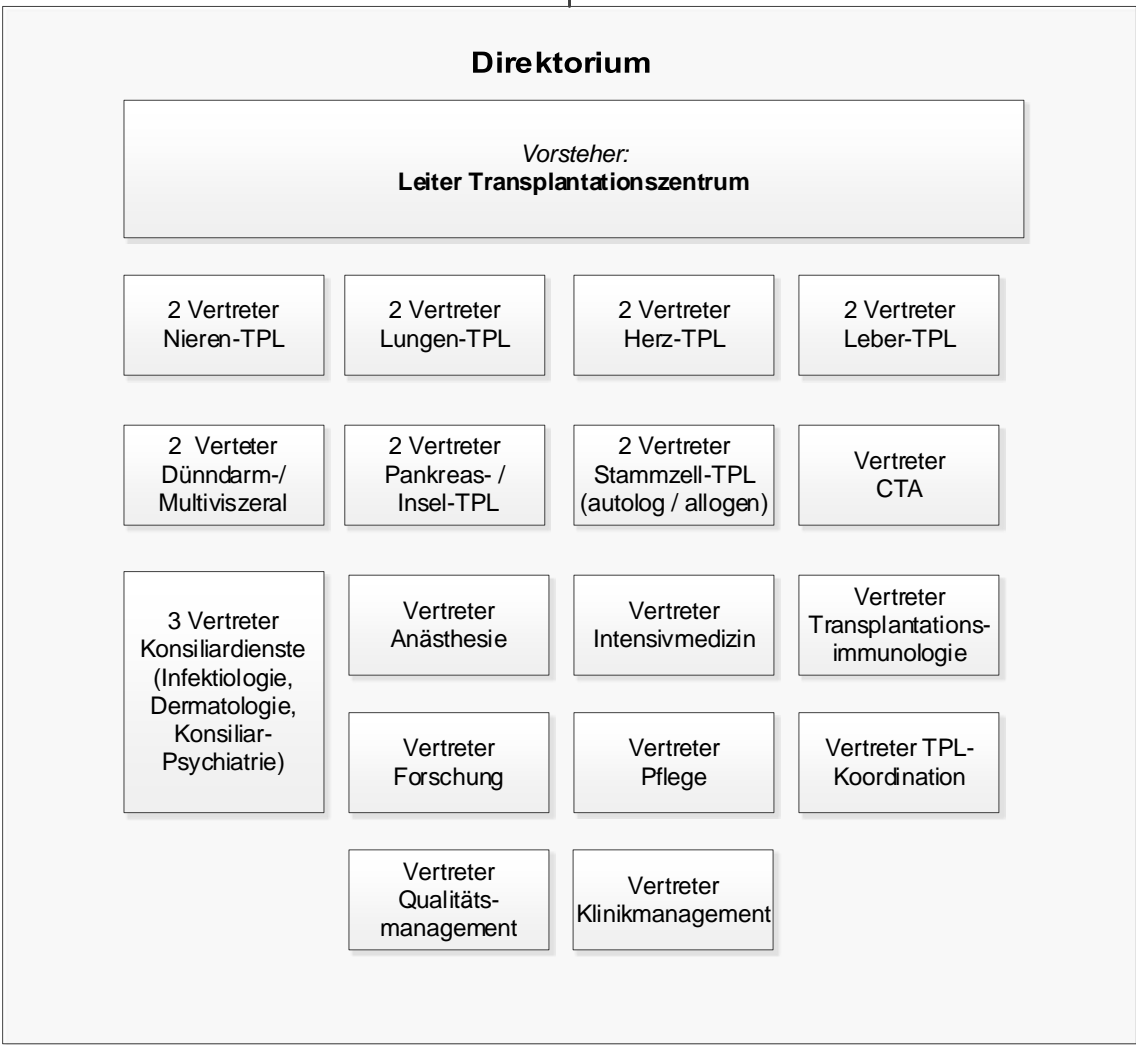 Direktorium
Vorsteher:
Leiter Transplantationszentrum
2 Vertreter
Nieren-TPL
2 Vertreter
Lungen-TPL
2 Vertreter
Herz-TPL
2 Vertreter
Leber-TPL
2 Verteter
Dünndarm-/
Multiviszeral
2 Vertreter
Pankreas- /
Insel-TPL
2 Vertreter
Stammzell-TPL
(autolog / allogen)
Vertreter
CTA
3 Vertreter
Konsiliardienste
(Infektiologie,
Dermatologie,
Konsiliar-
Psychiatrie)
Vertreter
Anästhesie
Vertreter
Intensivmedizin
Vertreter
Transplantations-
immunologie
Vertreter
Forschung
Vertreter
Pflege
Vertreter TPL-
Koordination
Vertreter
Qualitäts-
management
Vertreter
Klinikmanagement